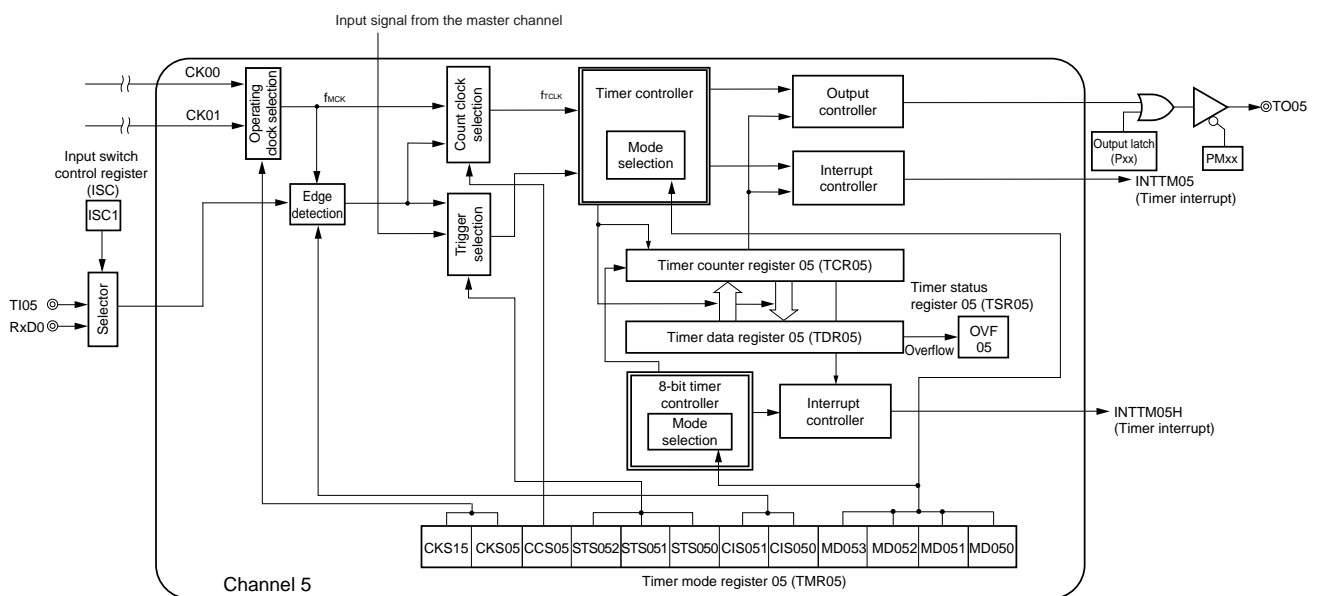 Input signal from the master channel
CK00
CK01
Operating
clock selection
fMCK
Count clock
selection
fTCLK
Timer controller
Mode
selection
Output
controller
Output latch
(Pxx)
PMxx
TO05
Interrupt
controller
INTTM05
(Timer interrupt)
Input switch
control register
(ISC)
ISC1
Edge
detection
Trigger
selection
TI05
RxD0
Selector
Timer counter register 05 (TCR05)
Timer status
register 05 (TSR05)
Timer data register 05 (TDR05)
Overflow
OVF
05
8-bit timer
controller
Mode
selection
Interrupt
controller
INTTM05H
(Timer interrupt)
CKS15 CKS05 CCS05 STS052 STS051 STS050 CIS051 CIS050 MD053 MD052 MD051 MD050
Timer mode register 05 (TMR05)
Channel 5